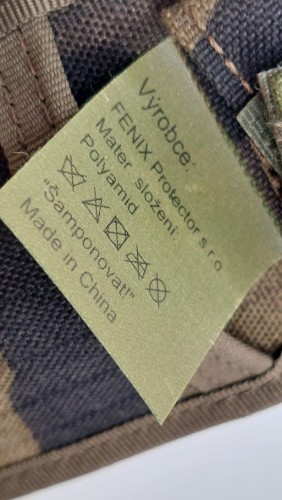 Výrobce:
FENIX Protector s r.o
Mater. složení:
Polyamid
"Šamponovat!"
Made in China